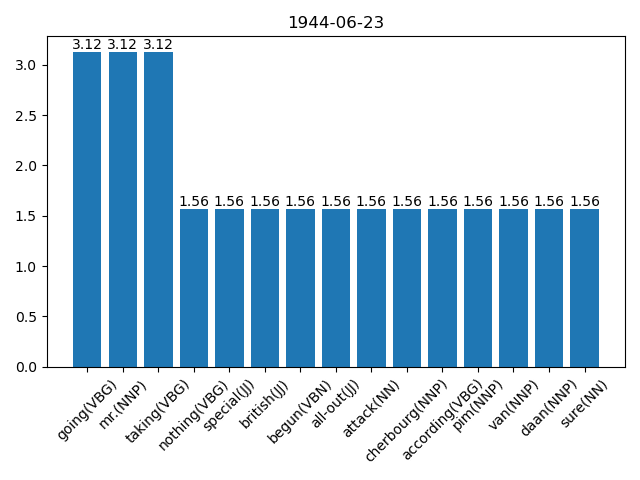 1944-06-23
3.12 3.12 3.12 1.56 1.56 1.56 1.56 1.56 1.56 1.56 1.56 1.56 1.56 1.56 1.56
3.0
2.5
2.0
1.5
1.0
0.5
0.0
going(VBG)
mr.(NNP)
taking(VBG)
nothing(VBG)
special(JJ)
british(JJ)
begun(VBN)
all-out(JJ)
attack(NN)
cherbourg(NNP)
according(VBG)
pim(NNP)
van(NNP)
daan(NNP)
sure(NN)